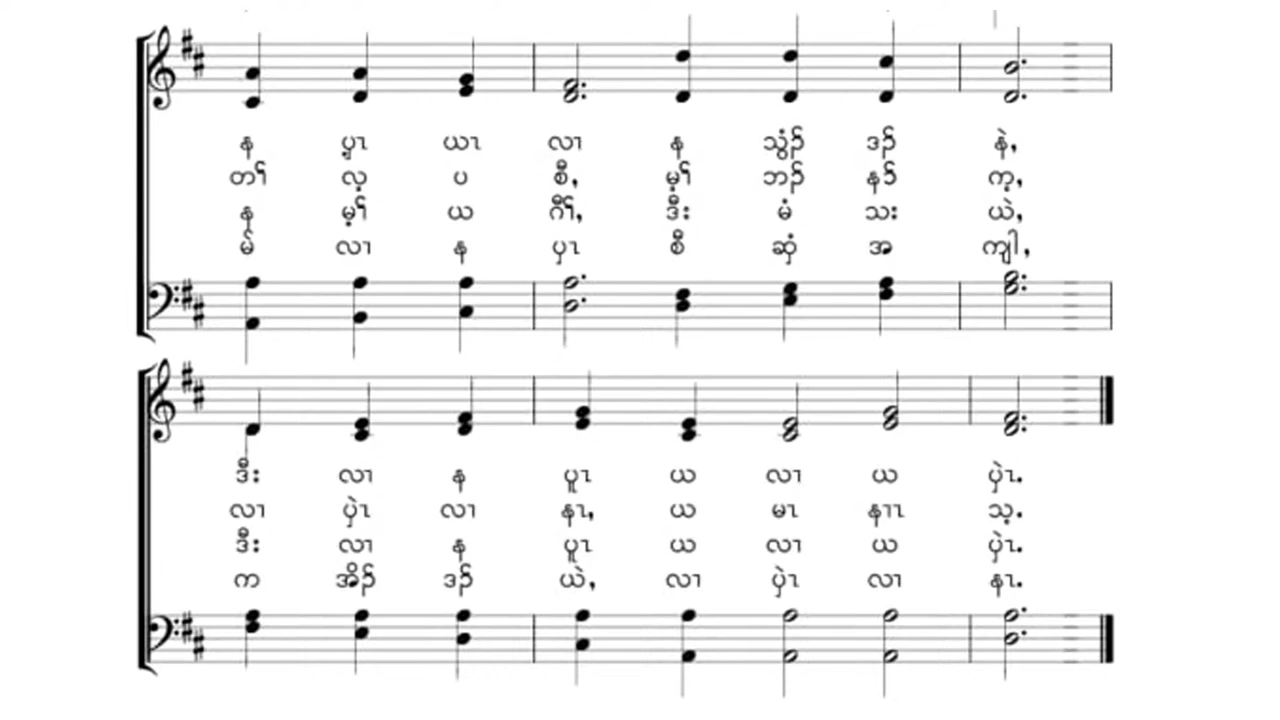 န ပှၤ ယၤ လၢ န သွံၣ် ဒၣ် နဲ,
တၢ် လ့ ပ စီ, မ့ၢ် ဘၣ် နာ် က့,
န မ့ၢ် ယ ဂီၢ်, ဒီး မံ သး ယဲ,
မ် လၢ န ပှၤ စီ ဆှံ အ ကျါ,
ဒီး လၢ န ပူၤ ယ လၢ ယ ပှဲၤ.
လၢ ပှဲၤ လၢ နၤ, ယ မၤ နၢၤ သ့.
ဒီး လၢ န ပူၤ ယ လၢ ယ ပှဲၤ.
က အိၣ် ဒၣ် ယဲ, လၢ ပှဲၤ လၢ နၤ.